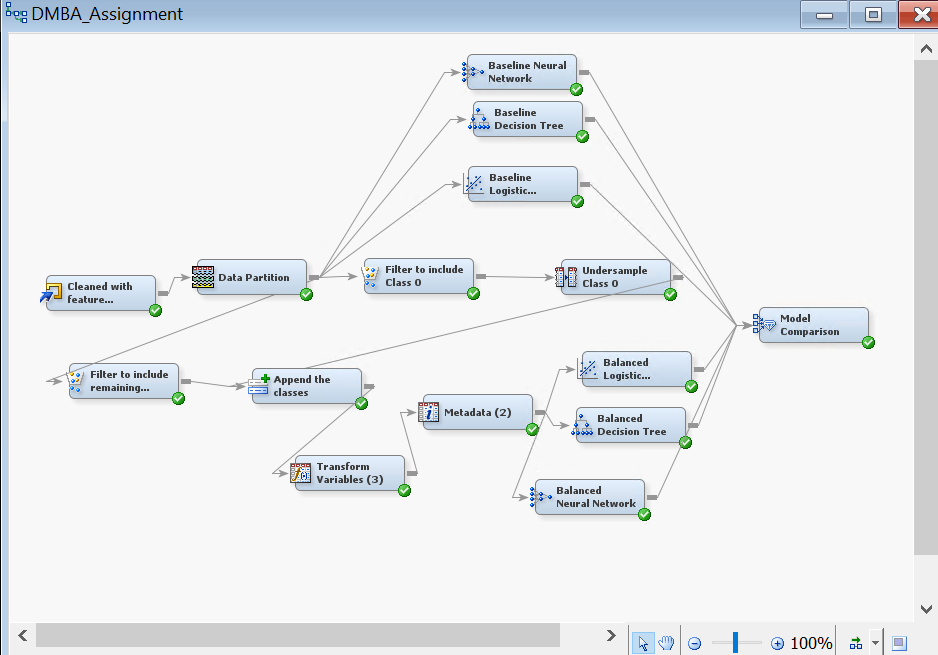 DMBA_Assignment
Baseline Neural
Network
Baseline
Decision Tree
Baseline
Logistic...
Filter to include
Class 0
Undersample
Class 0
Cleaned with
feature...
Data Partition
Model
Comparison
Filter to include
remaining...
Append the
classes
Balanced
Logistic...
Metadata (2)
Balanced
Decision Tree
Transform
Variables (3)
Balanced
Neural Network
100%